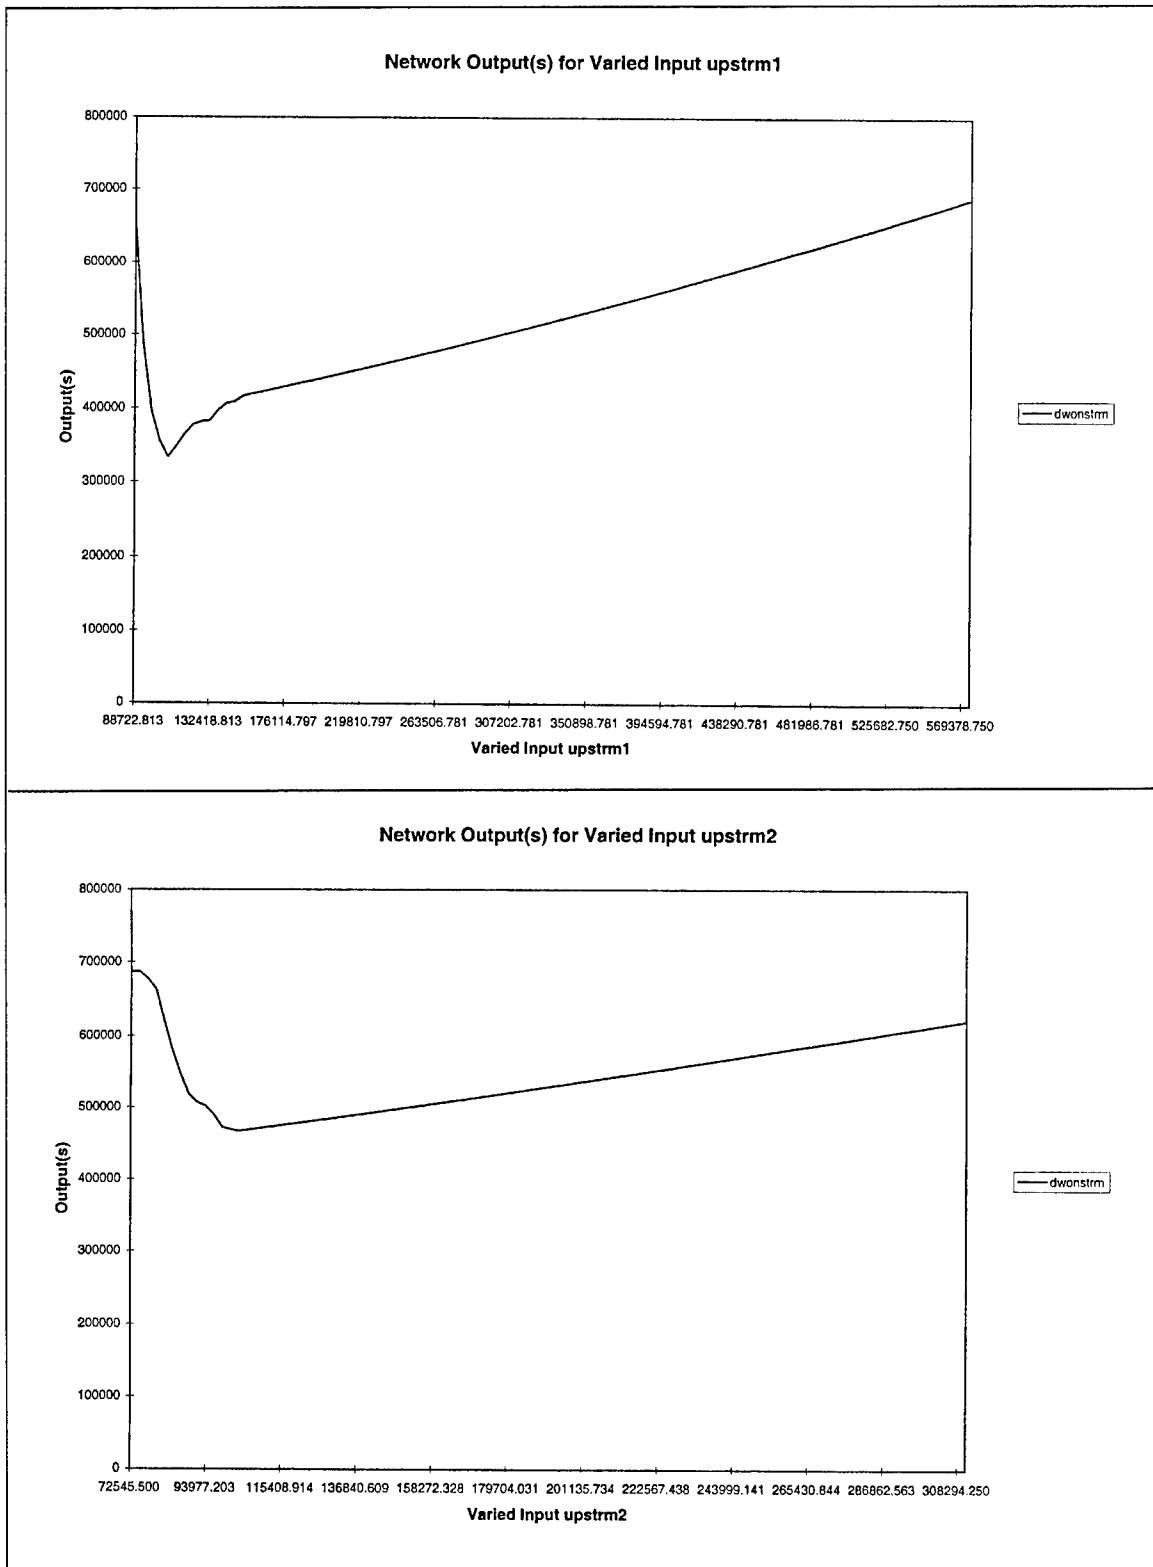 Network Output(s) for Varied Input upstrm1
800000
700000
600000
500000
400000
300000
200000
100000
0
Output(s)
dwonstrm
88722.813 132418.813 176114.797 219810.797 263506.781 307202.781 350898.781 394594.781 438290.781 481986.781 525682.750 569378.750
Varied Input upstrm1
Network Output(s) for Varied Input upstrm2
800000
700000
600000
500000
400000
300000
200000
100000
0
Output(s)
dwonstrm
72545.500 93977.203 115408.914 136840.609 158272.328 179704.031 201135.734 222567.438 243999.141 265430.844 286862.563 308294.250
Varied Input upstrm2